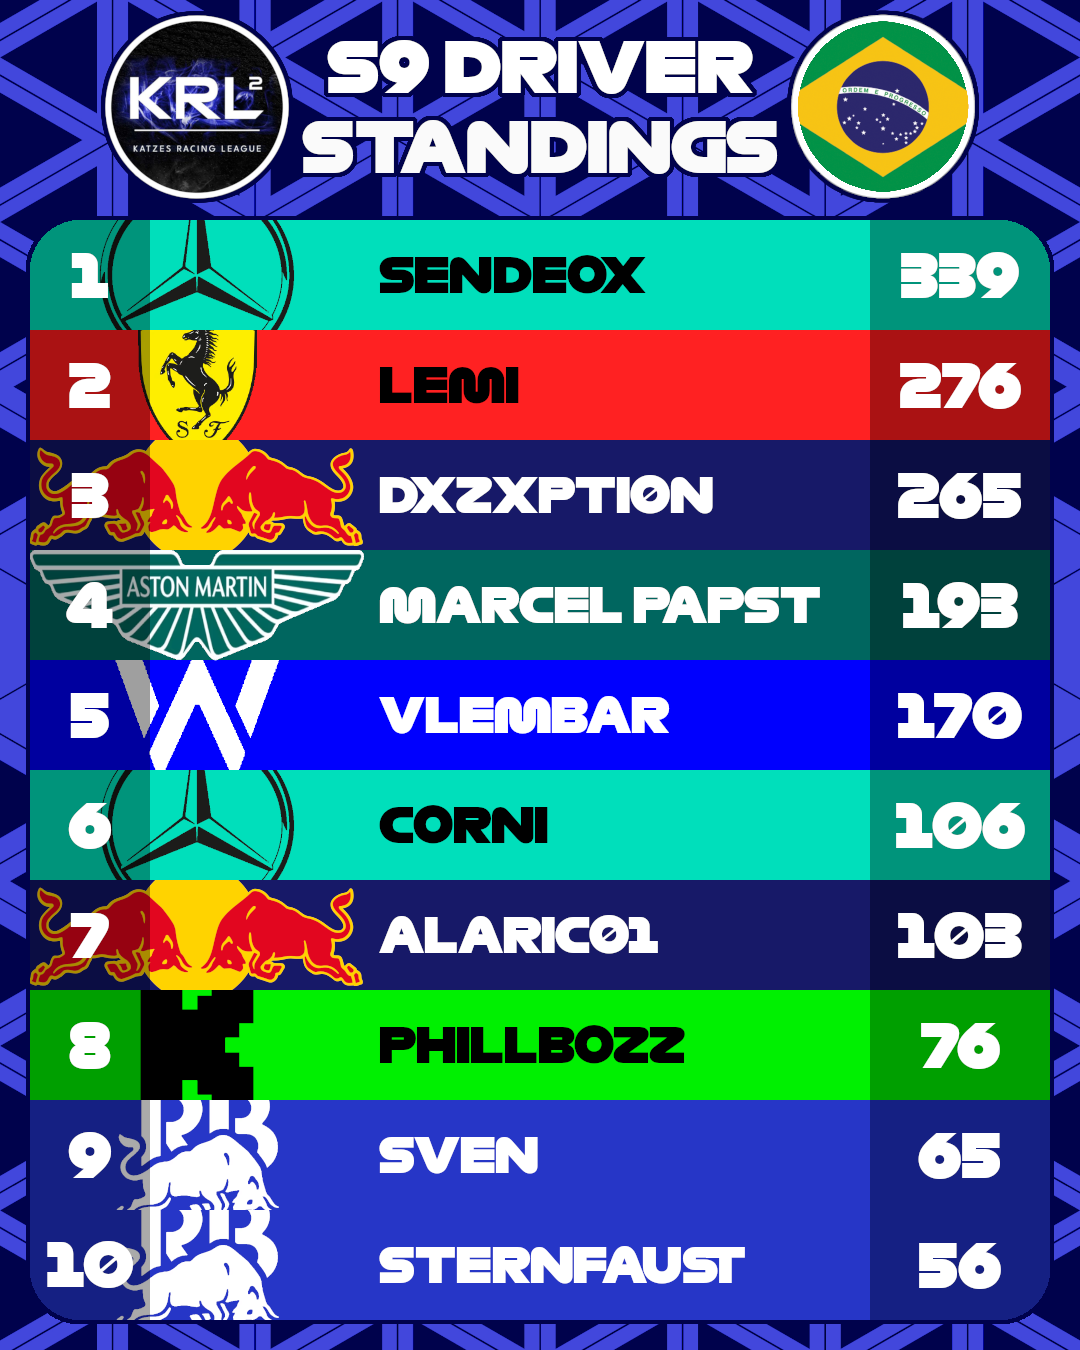 KRL²
KATZES RACING LEAGUE
S9 DRIVER
STANDINGS
ORDEM E PROGRESSO
1 SENDEOX 339
2 S F LEMI 276
3 DXZXPTION 265
4 ASTON MARTIN MARCEL PAPST 193
5 W VLEMBAR 170
6 CORNI 106
7 ALARIC01 103
8 K PHILLBOZZ 76
9 RB SVEN 65
10 RB STERNFAUST 56